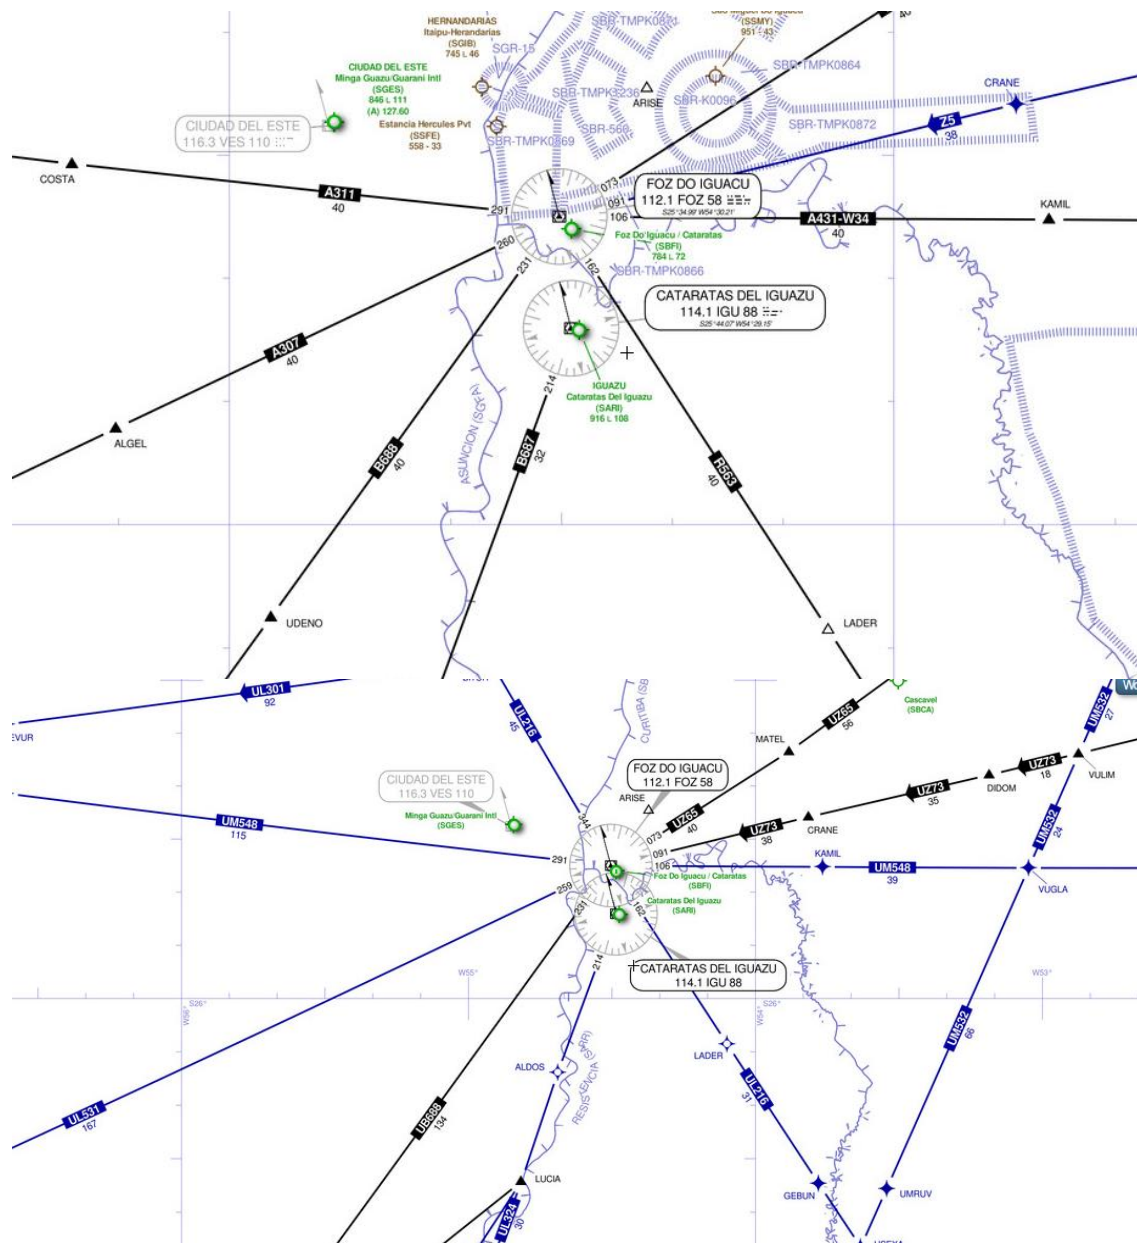 HERNANDARIAS
Itaipu-Herandarias
(SGIB)
745 L 46
SGR-15
SBR-TMPK0871
(SSMY)
951 - 43
SBR-TMPK0864
CIUDAD DEL ESTE
Minga Guazu/Guarani Intl
(SGES)
846 L 111
(A) 127.60
ARISE
SBR-K0096
CRANE
CIUDAD DEL ESTE
116.3 VES 110
Estancia Hercules Pvt
(SSFE)
558 - 33
SBR-560
SBR-TMPK0869
SBR-TMPK0872
Z5
38
COSTA
A311
40
291
073
091
106
FOZ DO IGUACU
112.1 FOZ 58
S25°34.99' W54°30.21'
A431-W34
40
KAMIL
Foz Do Iguacu / Cataratas
(SBFI)
784 L 72
260
231
162
SBR-TMPK0866
CATARATAS DEL IGUAZU
114.1 IGU 88
S25°44.07' W54°29.15'
A307
40
214
IGUAZU
Cataratas Del Iguazu
(SARI)
916 L 108
ALGEL
B688
40
B687
32
R563
40
ASUNCION (SGFA)
UDENO
LADER
UL301
92
EVUR
UL216
45
CURITIBA (SB
UZ65
56
Cascavel
(SBCA)
UM532
27
MATEL
UZ73
18
VULIM
CIUDAD DEL ESTE
116.3 VES 110
FOZ DO IGUACU
112.1 FOZ 58
ARISE
DIDOM
UZ73
35
Minga Guazu/Guarani Intl
(SGES)
UM548
115
344
073
UZ65
40
UZ73
38
CRANE
UM532
24
291
091
106
KAMIL
UM548
39
VUGLA
Foz Do Iguacu / Cataratas
(SBFI)
259
231
162
Cataratas Del Iguazu
(SARI)
214
CATARATAS DEL IGUAZU
114.1 IGU 88
W55°
W53°
W56°
S26°
S26°
W54°
UM532
66
ALDOS
LADER
UL216
31
UL531
167
UB688
134
RESISTENCIA (SARR)
LUCIA
UL324
30
GEBUN
UMRUV